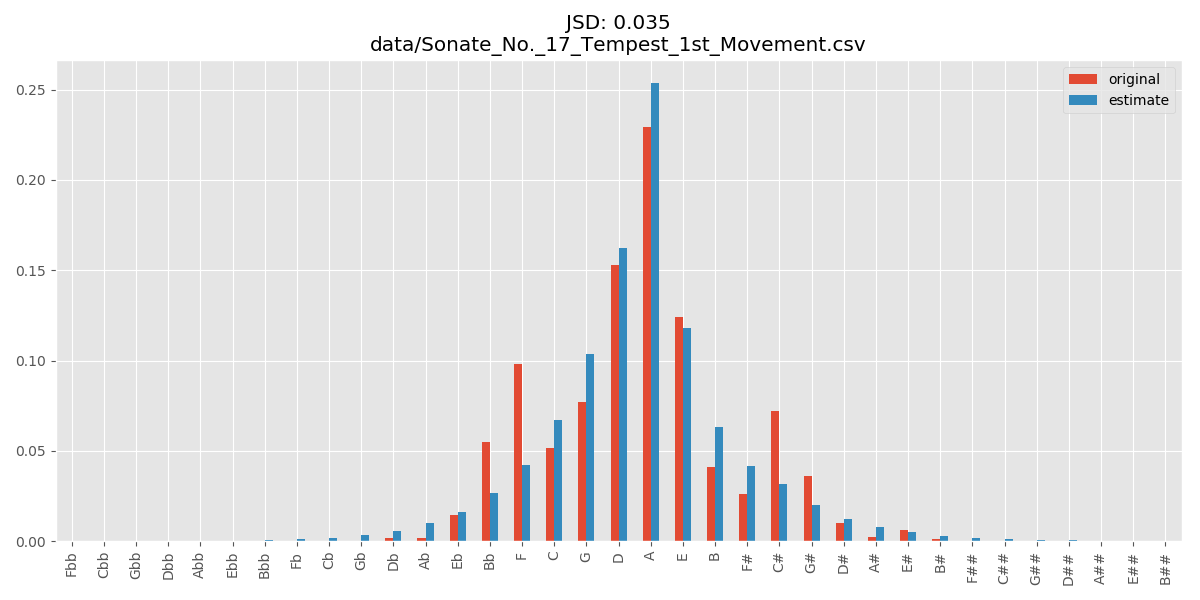 JSD: 0.035
data/Sonate_No._17_Tempest_1st_Movement.csv
original
estimate
0.25
0.20
0.15
0.10
0.05
0.00
Fbb Cbb Gbb Dbb Abb Ebb Bbb Fb Cb Gb Db Ab Eb Bb F C G D A E B F# C# G# D# A# E# B# F## C## G## D## A## E## B##